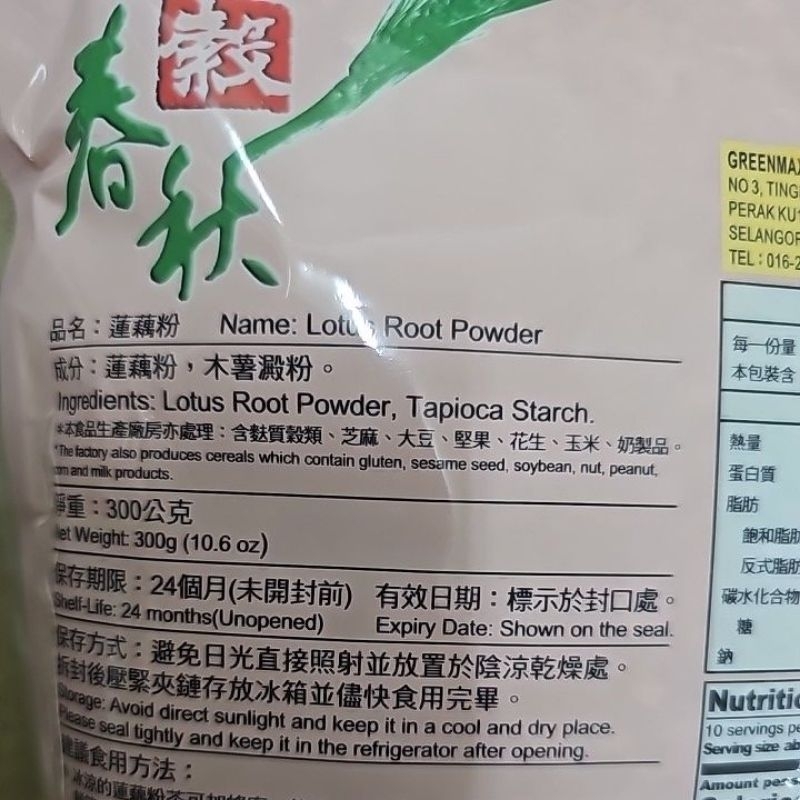 穀
春秋
品名：蓮藕粉 Name: Lotus Root Powder
成分：蓮藕粉，木薯澱粉。
Ingredients: Lotus Root Powder, Tapioca Starch.
*本食品生產廠房亦處理：含麩質穀類、芝麻、大豆、堅果、花生、玉米、奶製品。
*The factory also produces cereals which contain gluten, sesame seed, soybean, nut, peanut,
and milk products.
淨重：300公克
Net Weight: 300g (10.6 oz)
保存期限：24個月(未開封前) 有效日期：標示於封口處。
Shelf-Life: 24 months(Unopened) Expiry Date: Shown on the seal.
保存方式：避免日光直接照射並放置於陰涼乾燥處。
拆封後壓緊夾鏈存放冰箱並儘快食用完畢。
Storage: Avoid direct sunlight and keep it in a cool and dry place.
Please seal tightly and keep it in the refrigerator after opening.
建議食用方法：
冰涼的蓮藕粉茶可加蜂蜜
GREENMAX
NO 3, TING
PERAK KU
SELANGOR
TEL：016-2
每一份量
本包裝含
熱量
蛋白質
脂肪
飽和脂肪
反式脂肪
碳水化合物
糖
鈉
Nutriti
10 servings pe
Serving size ab
Amount per s